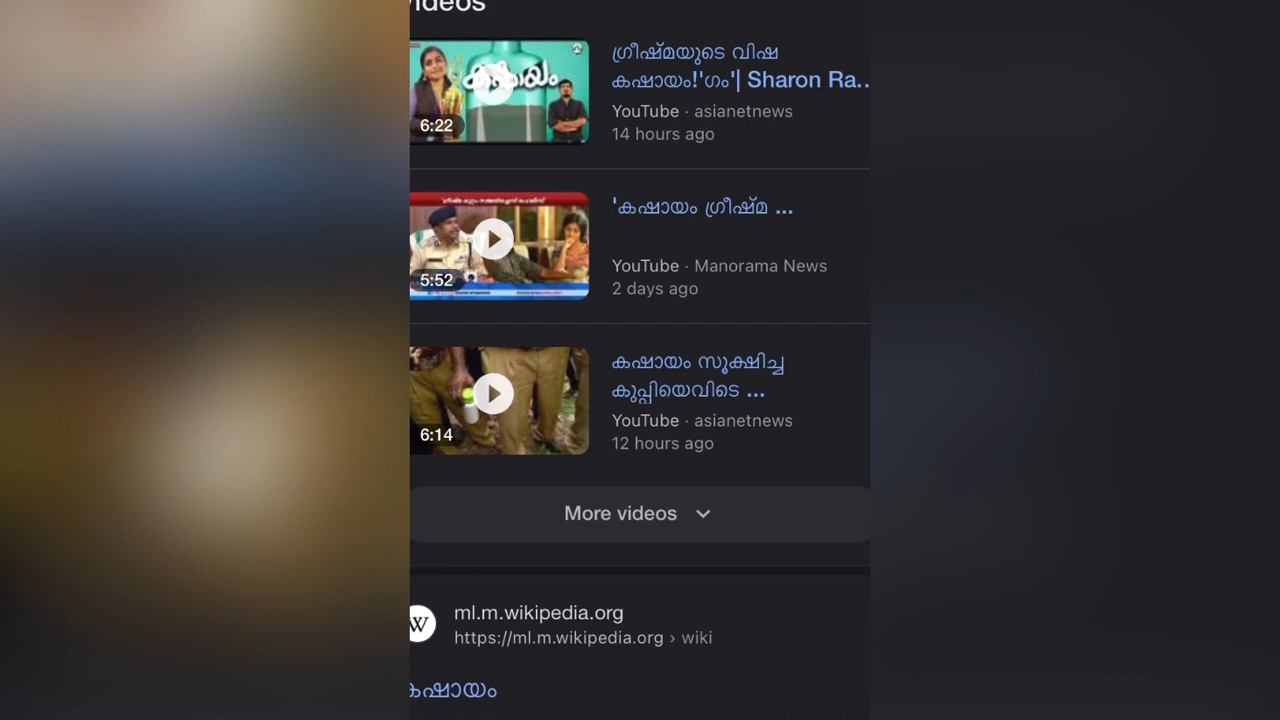 videos
ഗ്രീഷ്മയുടെ വിഷ
കഷായം!'ഗം'| Sharon Ra..
YouTube · asianetnews
14 hours ago
കഷായം
6:22
'കഷായം ഗ്രീഷ്മ ...
YouTube · Manorama News
2 days ago
5:52
കഷായം സൂക്ഷിച്ച
കുപ്പിയെവിടെ ...
YouTube · asianetnews
12 hours ago
6:14
More videos
W
ml.m.wikipedia.org
https://ml.m.wikipedia.org › wiki
കഷായം